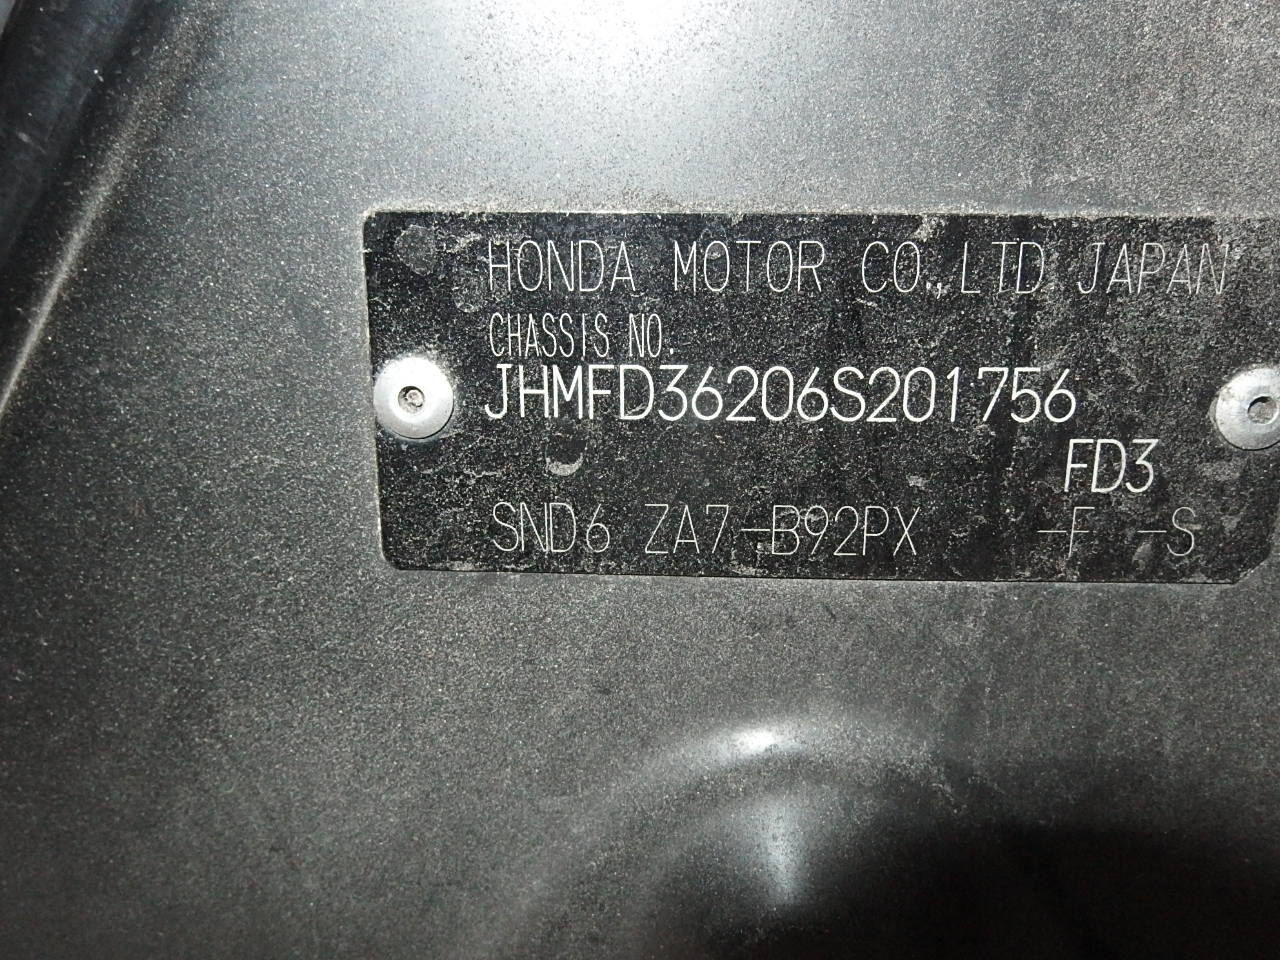 HONDA MOTOR CO.,LTD JAPAN
CHASSIS NO.
JHMFD36206S201756
FD3
SND6 ZA7-B92PX -F -S